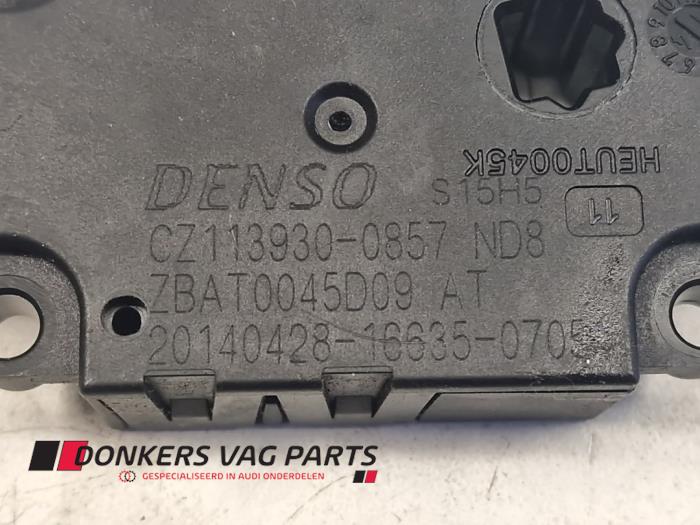 DENSO S15H5
CZ113930-0857 ND8
ZBAT0045D09 AT
20140428-16635-0705
HEUT0045K
11
DONKERS VAG PARTS
GESPECIALISEERD IN AUDI ONDERDELEN